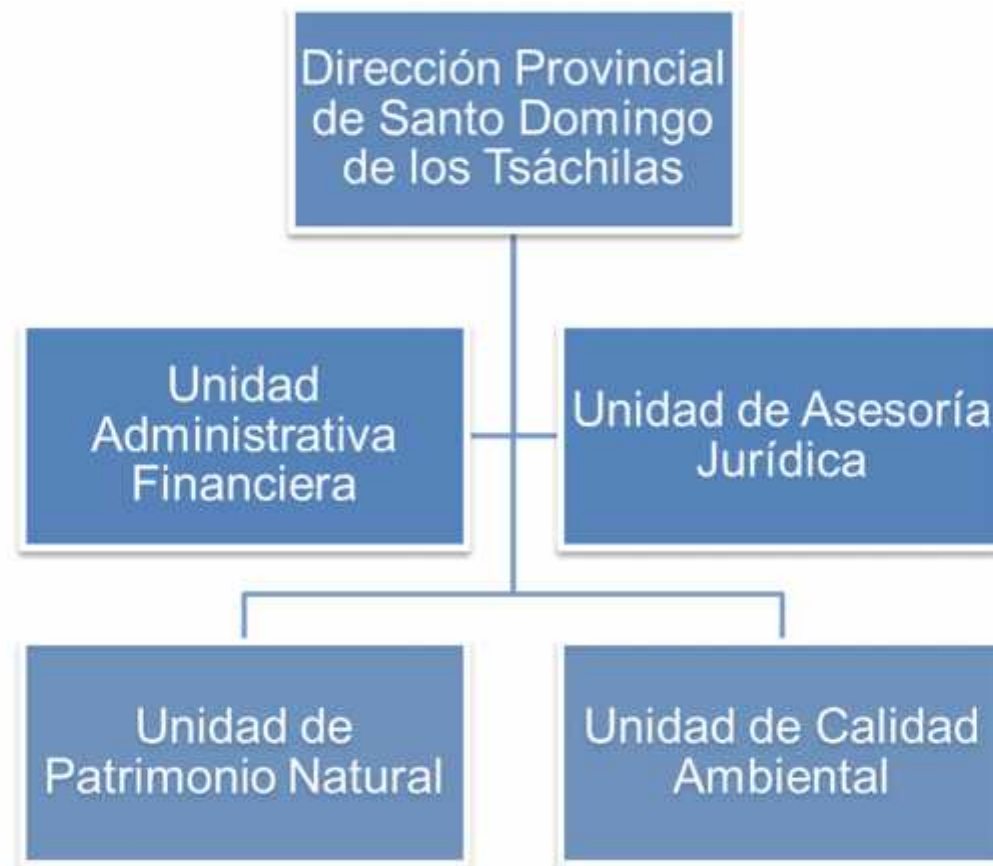 Dirección Provincial
de Santo Domingo
de los Tsáchilas
Unidad
Administrativa
Financiera
Unidad de Asesoría
Jurídica
Unidad de
Patrimonio Natural
Unidad de Calidad
Ambiental